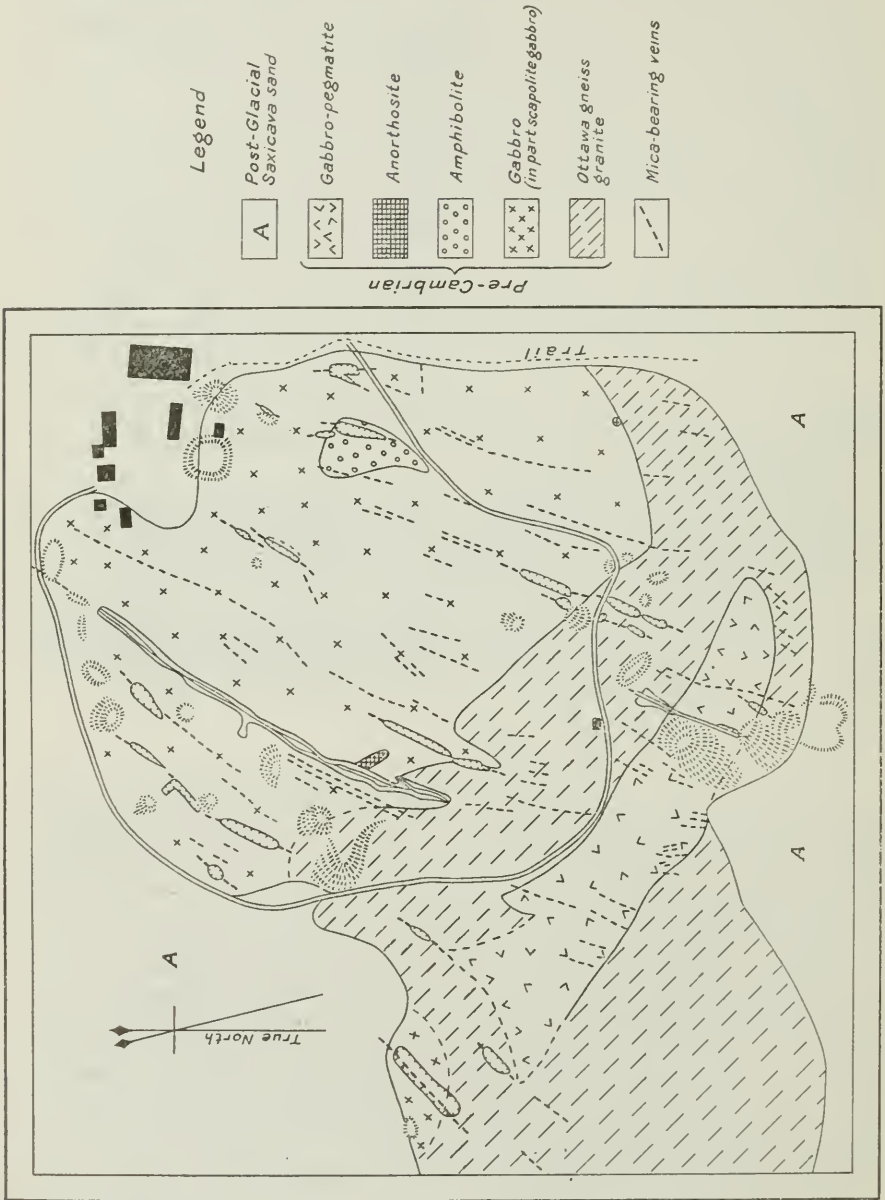 Legend
A
Post-Glacial
Saxicava sand
Gabbro-pegmatite
Anorthosite
Amphibolite
Gabbro
(in part scapolite gabbro)
Ottawa gneiss
granite
Mica-bearing veins
Pre-Cambrian
Trail
A
A
A
True North